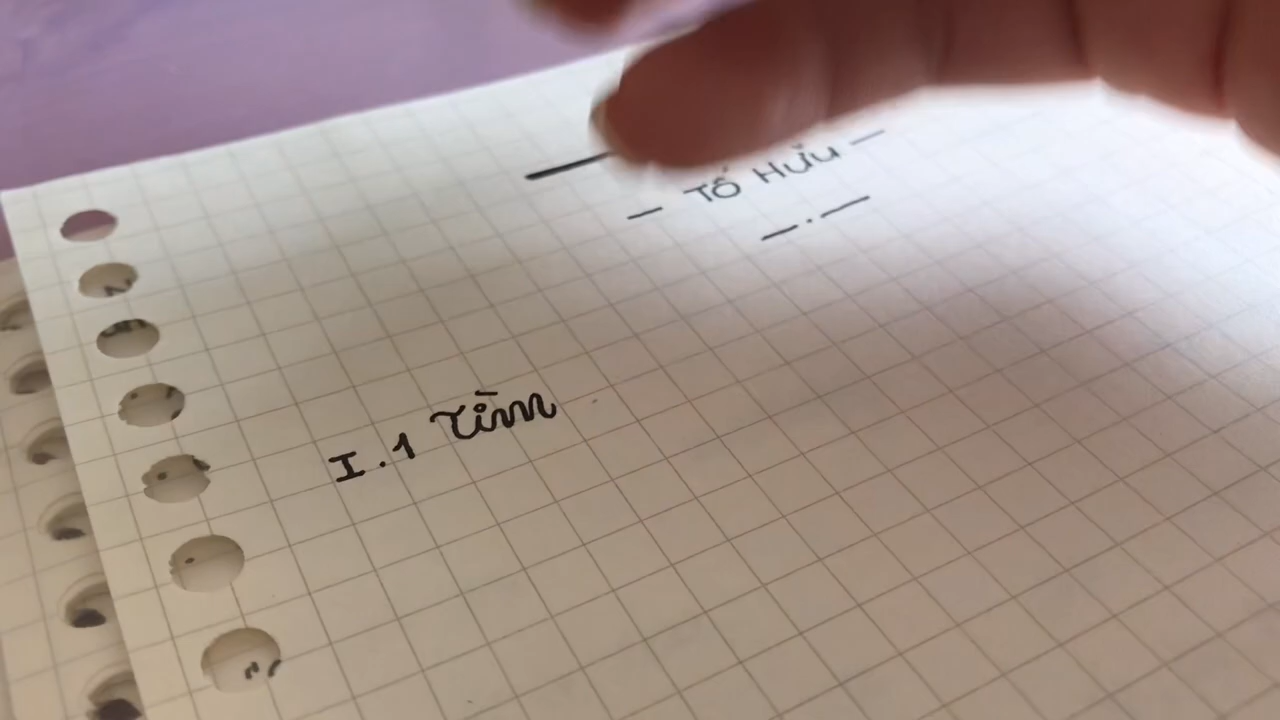 — Tố Hữu —
I.1 Tìm